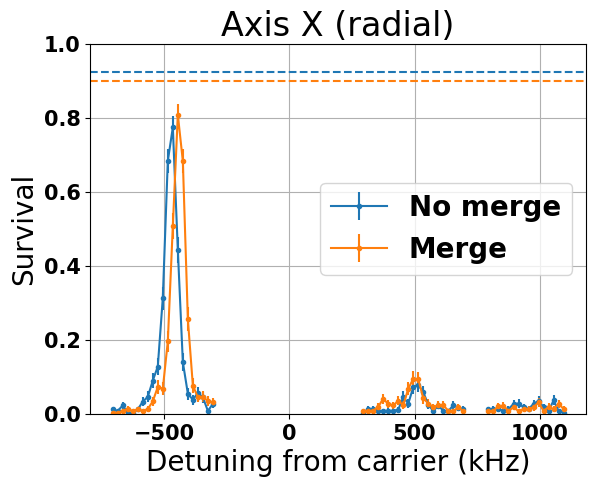 Axis X (radial)
1.0
0.8
0.6
0.4
0.2
0.0
Survival
No merge
Merge
−500
0
500
1000
Detuning from carrier (kHz)